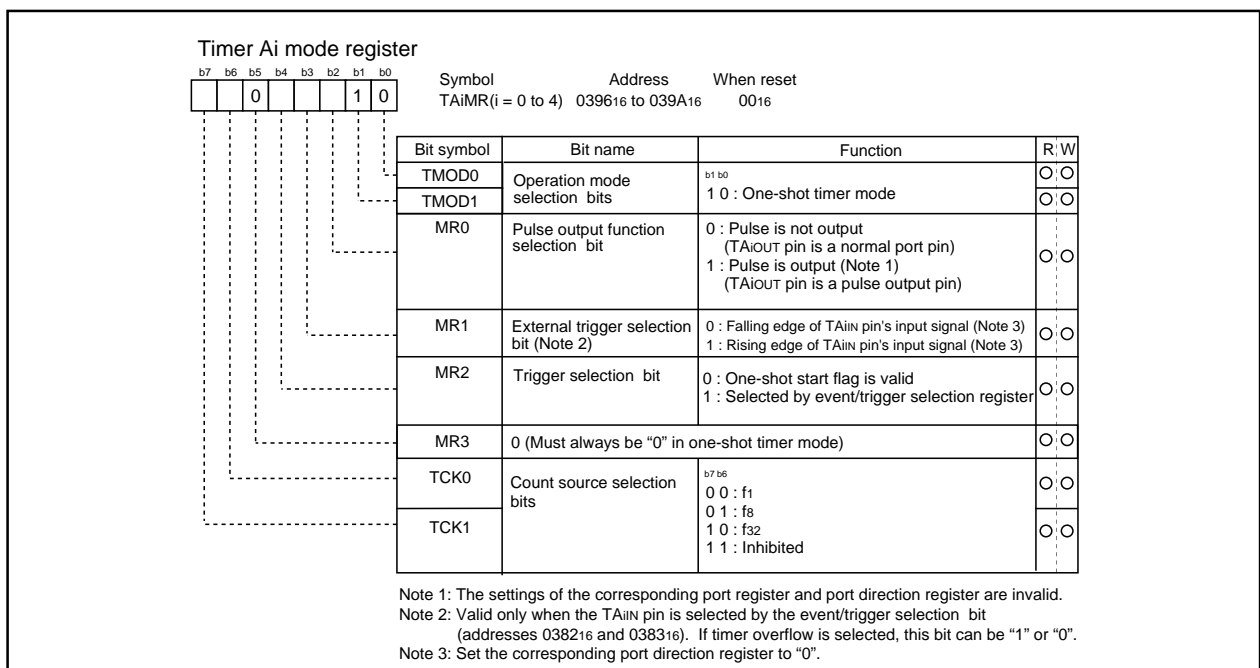 Timer Ai mode register
b7 b6 b5 b4 b3 b2 b1 b0
0 1 0
Symbol Address When reset
TAiMR(i = 0 to 4) 039616 to 039A16 0016
Bit symbol Bit name Function R W
TMOD0
TMOD1
Operation mode
selection bits
b1 b0
1 0 : One-shot timer mode
MR0
Pulse output function
selection bit
0 : Pulse is not output
(TAiOUT pin is a normal port pin)
1 : Pulse is output (Note 1)
(TAiOUT pin is a pulse output pin)
MR1
External trigger selection
bit (Note 2)
0 : Falling edge of TAiIN pin's input signal (Note 3)
1 : Rising edge of TAiIN pin's input signal (Note 3)
MR2
Trigger selection bit
0 : One-shot start flag is valid
1 : Selected by event/trigger selection register
MR3
0 (Must always be “0” in one-shot timer mode)
TCK0
TCK1
Count source selection
bits
b7 b6
0 0 : f1
0 1 : f8
1 0 : f32
1 1 : Inhibited
Note 1: The settings of the corresponding port register and port direction register are invalid.
Note 2: Valid only when the TAiIN pin is selected by the event/trigger selection bit
(addresses 038216 and 038316). If timer overflow is selected, this bit can be “1” or “0”.
Note 3: Set the corresponding port direction register to “0”.